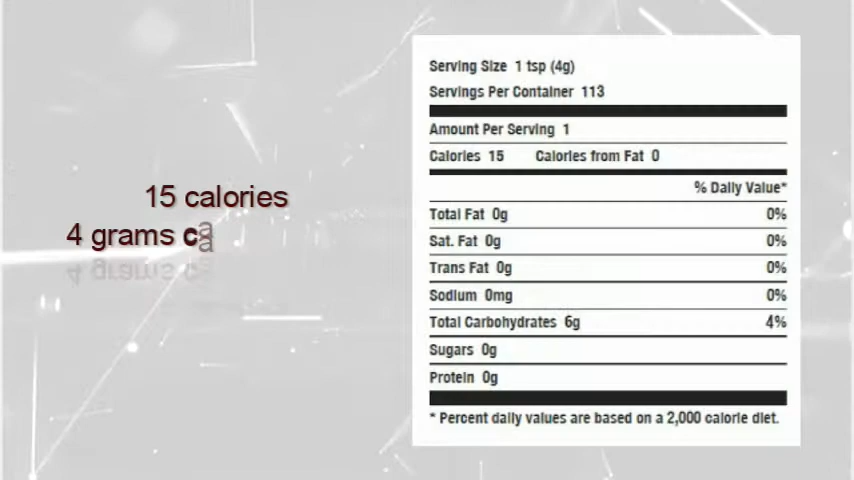 15 calories
4 grams ca
Serving Size 1 tsp (4g)
Servings Per Container 113
Amount Per Serving 1
Calories 15 Calories from Fat 0
% Daily Value*
Total Fat 0g 0%
Sat. Fat 0g 0%
Trans Fat 0g 0%
Sodium 0mg 0%
Total Carbohydrates 6g 4%
Sugars 0g
Protein 0g
* Percent daily values are based on a 2,000 calorie diet.